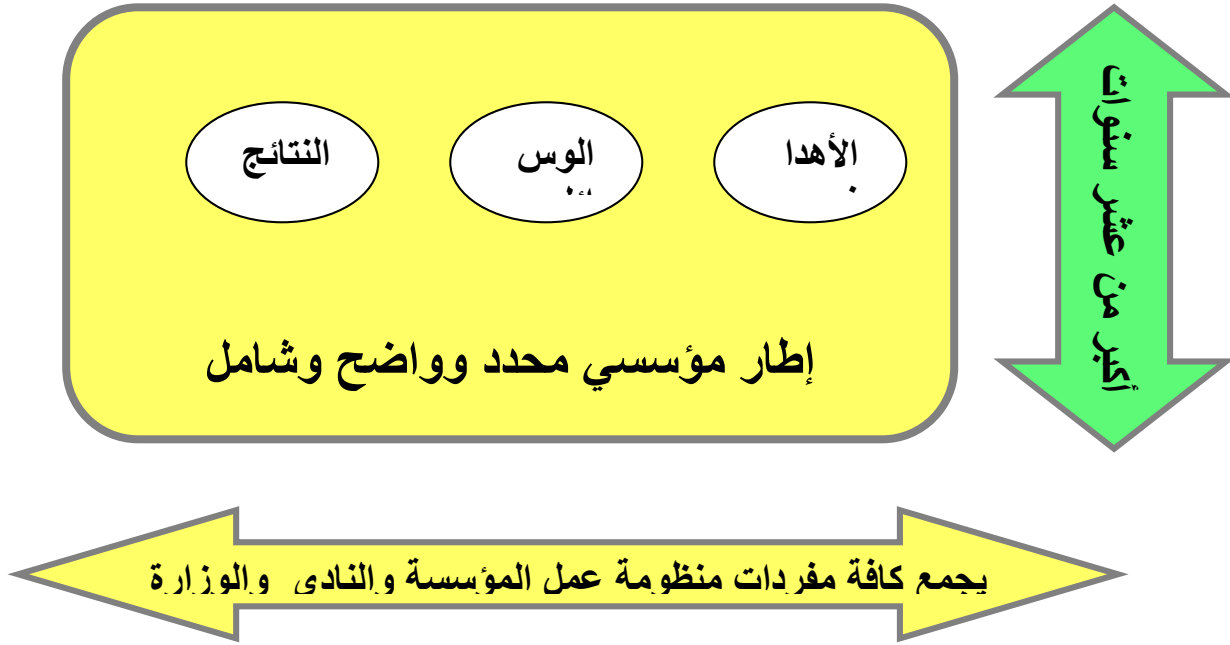 الأهدا
الوس
النتائج
إطار مؤسسي محدد وواضح وشامل
أكبر من عشر سنوات
يجمع كافة مفردات منظومة عمل المؤسسة والنادي والوزارة